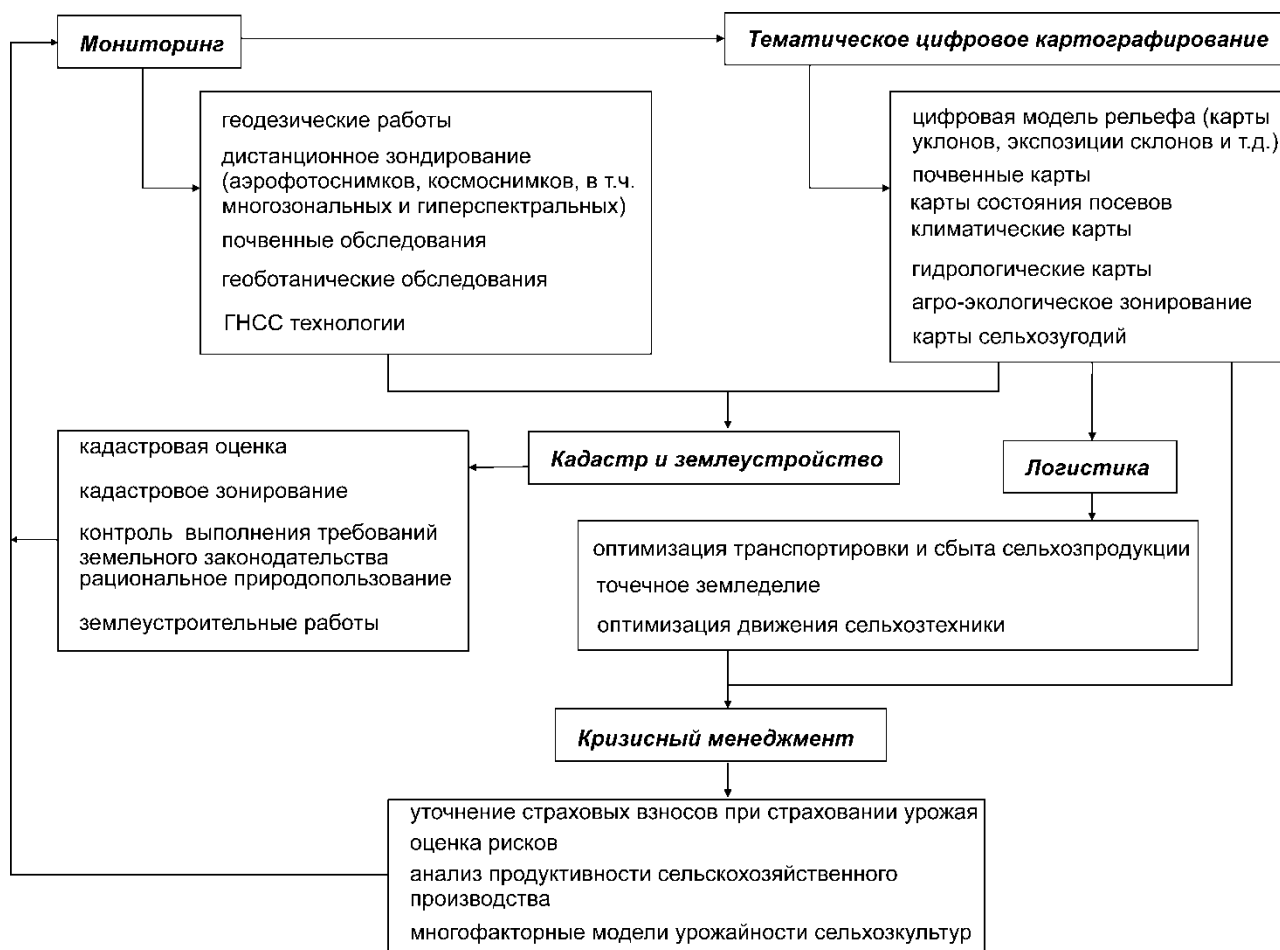 Мониторинг
Тематическое цифровое картографирование
геодезические работы
дистанционное зондирование
(аэрофотоснимков, космоснимков, в т.ч.
многозональных и гиперспектральных)
почвенные обследования
геоботанические обследования
ГНСС технологии
цифровая модель рельефа (карты
уклонов, экспозиции склонов и т.д.)
почвенные карты
карты состояния посевов
климатические карты
гидрологические карты
агро-экологическое зонирование
карты сельхозугодий
Кадастр и землеустройство
Логистика
кадастровая оценка
кадастровое зонирование
контроль выполнения требований
земельного законодательства
рациональное природопользование
землеустроительные работы
оптимизация транспортировки и сбыта сельхозпродукции
точечное земледелие
оптимизация движения сельхозтехники
Кризисный менеджмент
уточнение страховых взносов при страховании урожая
оценка рисков
анализ продуктивности сельскохозяйственного
производства
многофакторные модели урожайности сельхозкультур